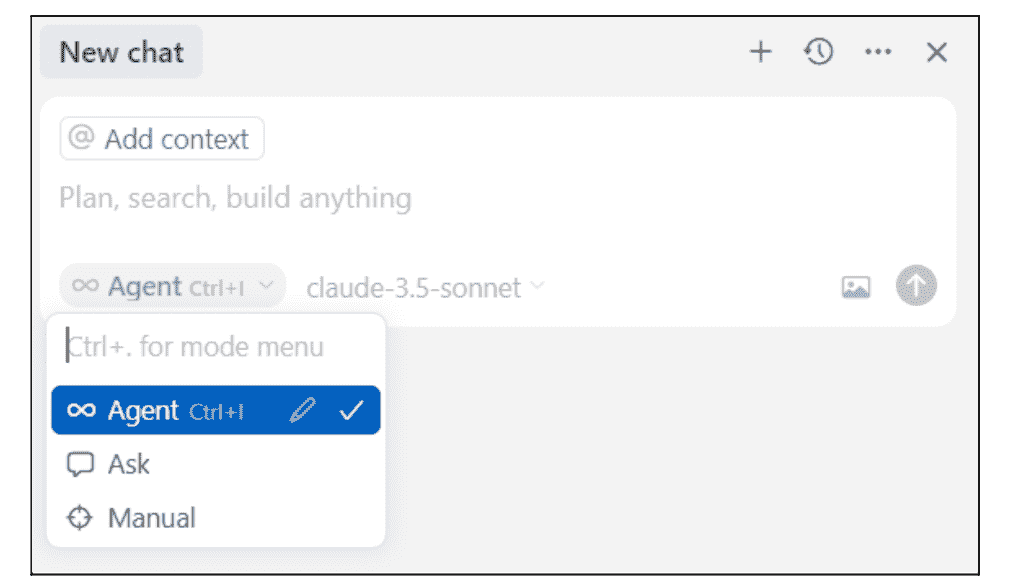 New chat
@ Add context
Plan, search, build anything
∞ Agent Ctrl+I claude-3.5-sonnet
Ctrl+. for mode menu
∞ Agent Ctrl+I
Ask
Manual